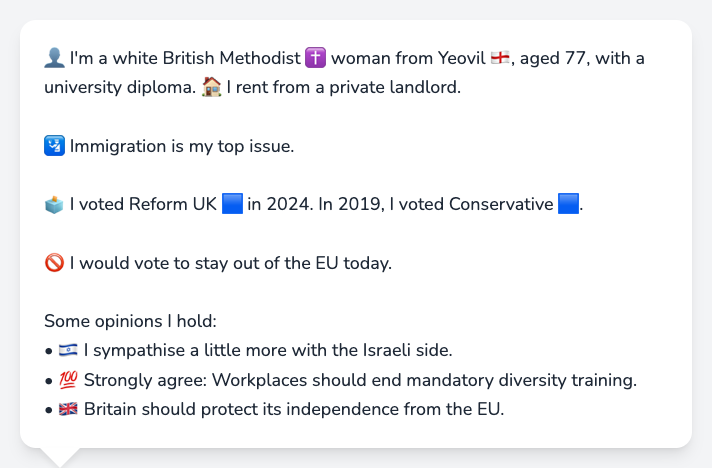 👤 I'm a white British Methodist ✝️ woman from Yeovil 🏴󠁧󠁢󠁥󠁮󠁧󠁿, aged 77, with a
university diploma. 🏠 I rent from a private landlord.
🛂 Immigration is my top issue.
🗳️ I voted Reform UK 🟦 in 2024. In 2019, I voted Conservative 🟦.
🚫 I would vote to stay out of the EU today.
Some opinions I hold:
• 🇮🇱 I sympathise a little more with the Israeli side.
• 💯 Strongly agree: Workplaces should end mandatory diversity training.
• 🇬🇧 Britain should protect its independence from the EU.